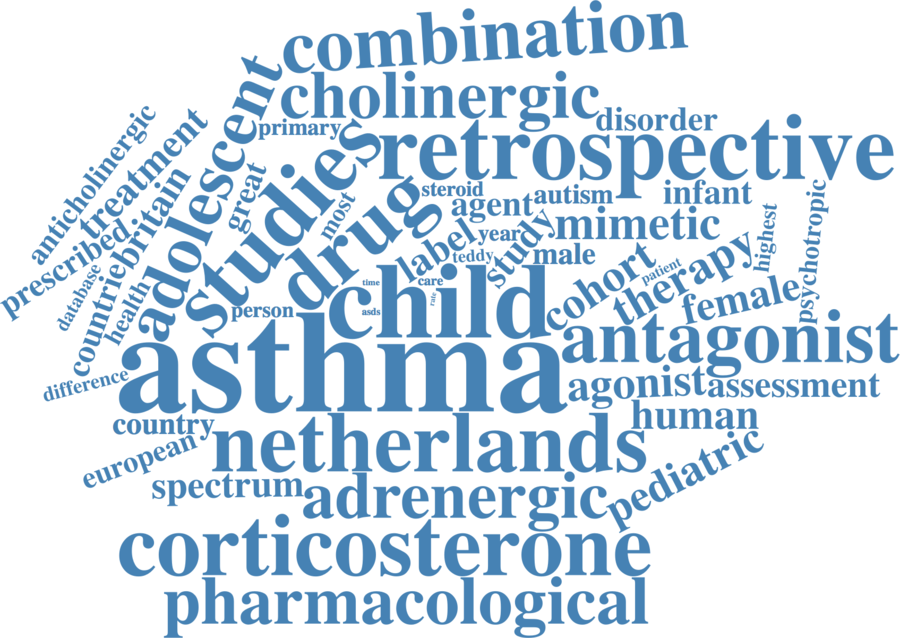 combination
cholinergic
adolescent
primary
disorder
studies
retrospective
anticholinergic
treatment
great
most
steroid
agent
autism
infant
britain
prescribed
drug
label
year
study
mimetic
highest
psychotropic
countrie
database
health
teddy
male
cohort
therapy
patient
female
person
time
care
rate
asds
child
asthma
antagonist
difference
agonist
assessment
country
netherlands
human
european
spectrum
adrenergic
pediatric
corticosterone
pharmacological